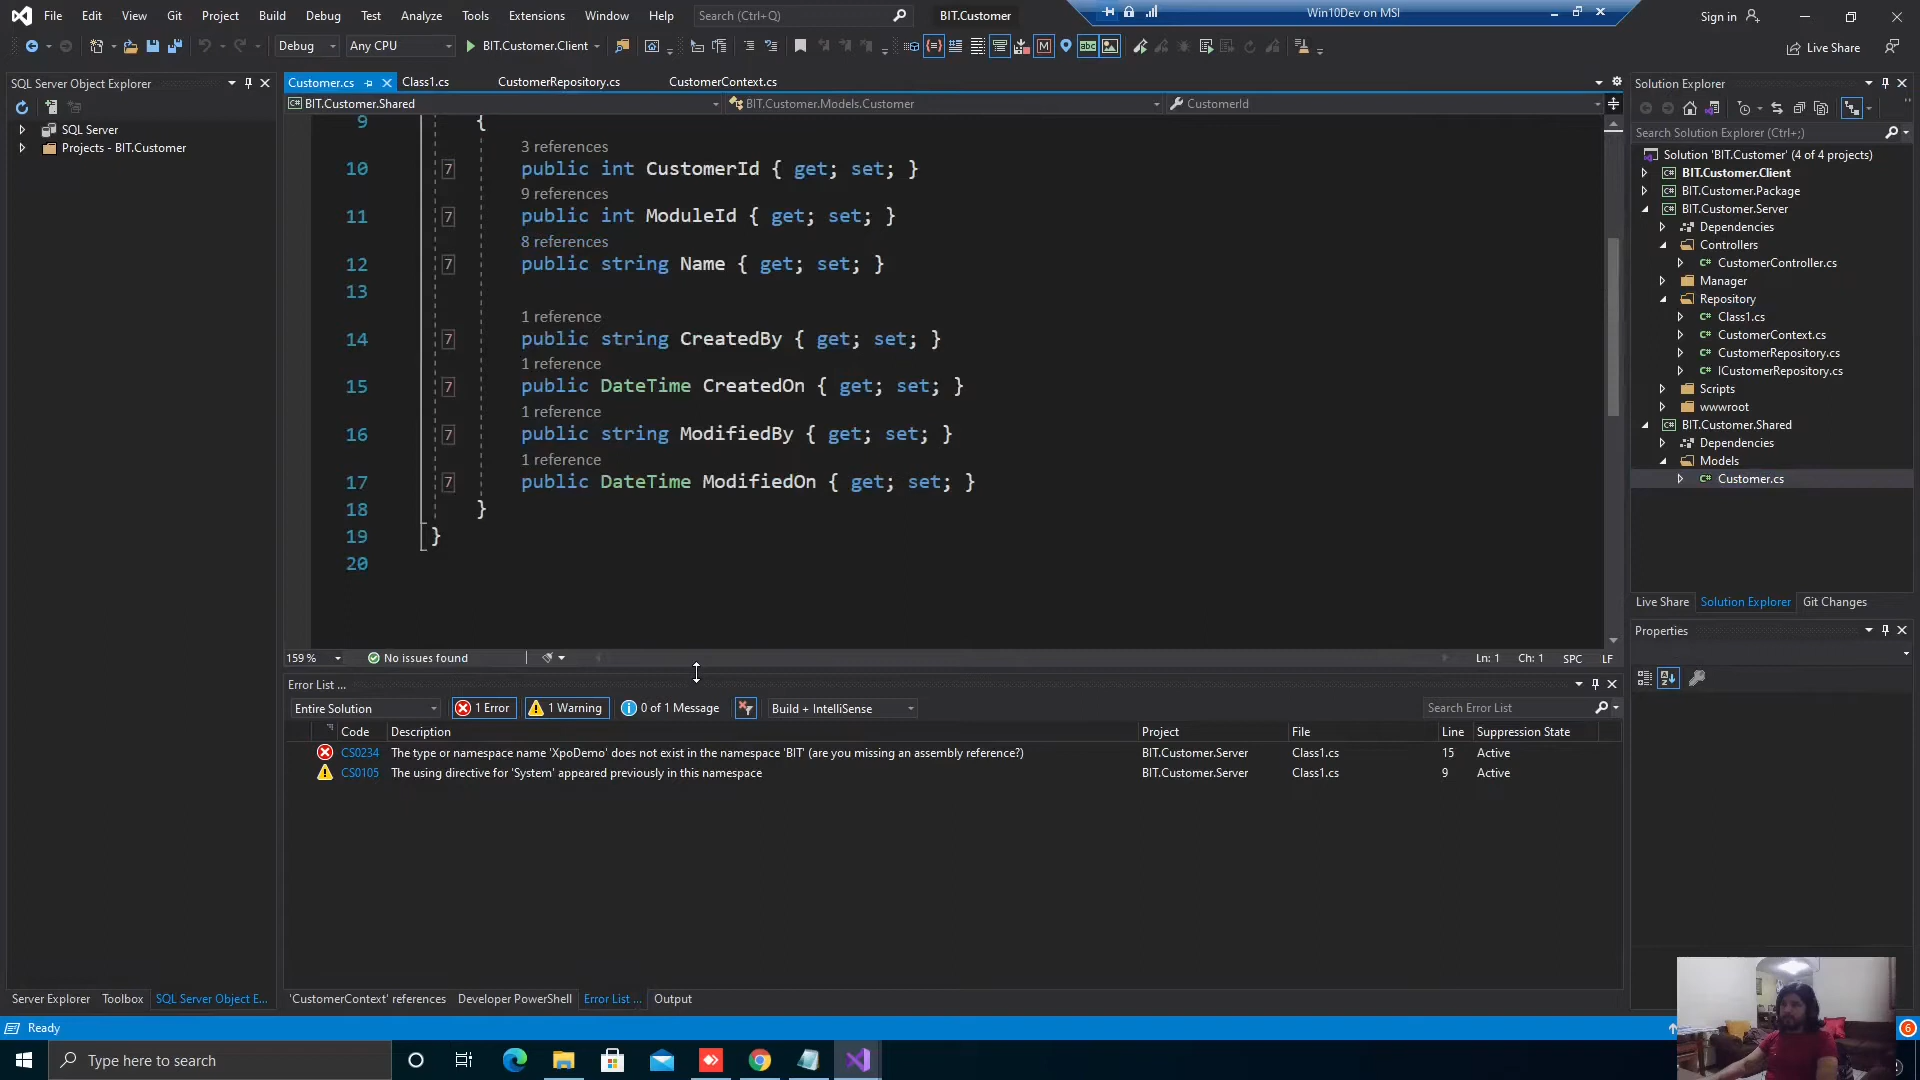 File Edit View Git Project Build Debug Test Analyze Tools Extensions Window Help Search (Ctrl+Q) BIT.Customer Win10Dev on MSI Sign in
Debug Any CPU BIT.Customer.Client Live Share
SQL Server Object Explorer
SQL Server
Projects - BIT.Customer
Customer.cs Class1.cs CustomerRepository.cs CustomerContext.cs
BIT.Customer.Shared BIT.Customer.Models.Customer CustomerId
9 {
3 references
10 public int CustomerId { get; set; }
9 references
11 public int ModuleId { get; set; }
8 references
12 public string Name { get; set; }
13
1 reference
14 public string CreatedBy { get; set; }
1 reference
15 public DateTime CreatedOn { get; set; }
1 reference
16 public string ModifiedBy { get; set; }
1 reference
17 public DateTime ModifiedOn { get; set; }
18 }
19 }
20
159 % No issues found Ln: 1 Ch: 1 SPC LF
Error List ...
Entire Solution 1 Error 1 Warning 0 of 1 Message Build + IntelliSense Search Error List
Code Description Project File Line Suppression State
CS0234 The type or namespace name 'XpoDemo' does not exist in the namespace 'BIT' (are you missing an assembly reference?) BIT.Customer.Server Class1.cs 15 Active
CS0105 The using directive for 'System' appeared previously in this namespace BIT.Customer.Server Class1.cs 9 Active
Solution Explorer
Search Solution Explorer (Ctrl+;)
Solution 'BIT.Customer' (4 of 4 projects)
BIT.Customer.Client
BIT.Customer.Package
BIT.Customer.Server
Dependencies
Controllers
CustomerController.cs
Manager
Repository
Class1.cs
CustomerContext.cs
CustomerRepository.cs
ICustomerRepository.cs
Scripts
wwwroot
BIT.Customer.Shared
Dependencies
Models
Customer.cs
Live Share Solution Explorer Git Changes
Properties
Server Explorer Toolbox SQL Server Object E... 'CustomerContext' references Developer PowerShell Error List ... Output
Ready 6
Type here to search